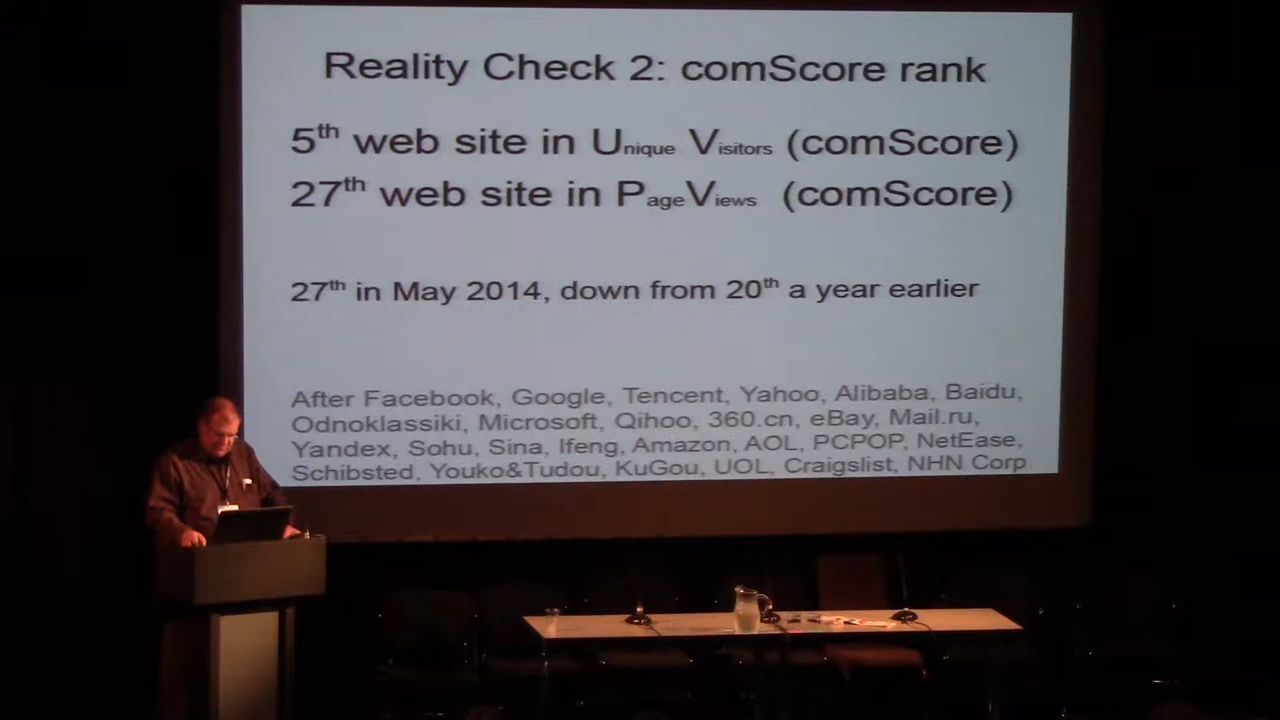 Reality Check 2: comScore rank
5th web site in Unique Visitors (comScore)
27th web site in PageViews (comScore)
27th in May 2014, down from 20th a year earlier
After Facebook, Google, Tencent, Yahoo, Alibaba, Baidu,
Odnoklassiki, Microsoft, Qihoo, 360.cn, eBay, Mail.ru,
Yandex, Sohu, Sina, Ifeng, Amazon, AOL, PCPOP, NetEase,
Schibsted, Youko&Tudou, KuGou, UOL, Craigslist, NHN Corp